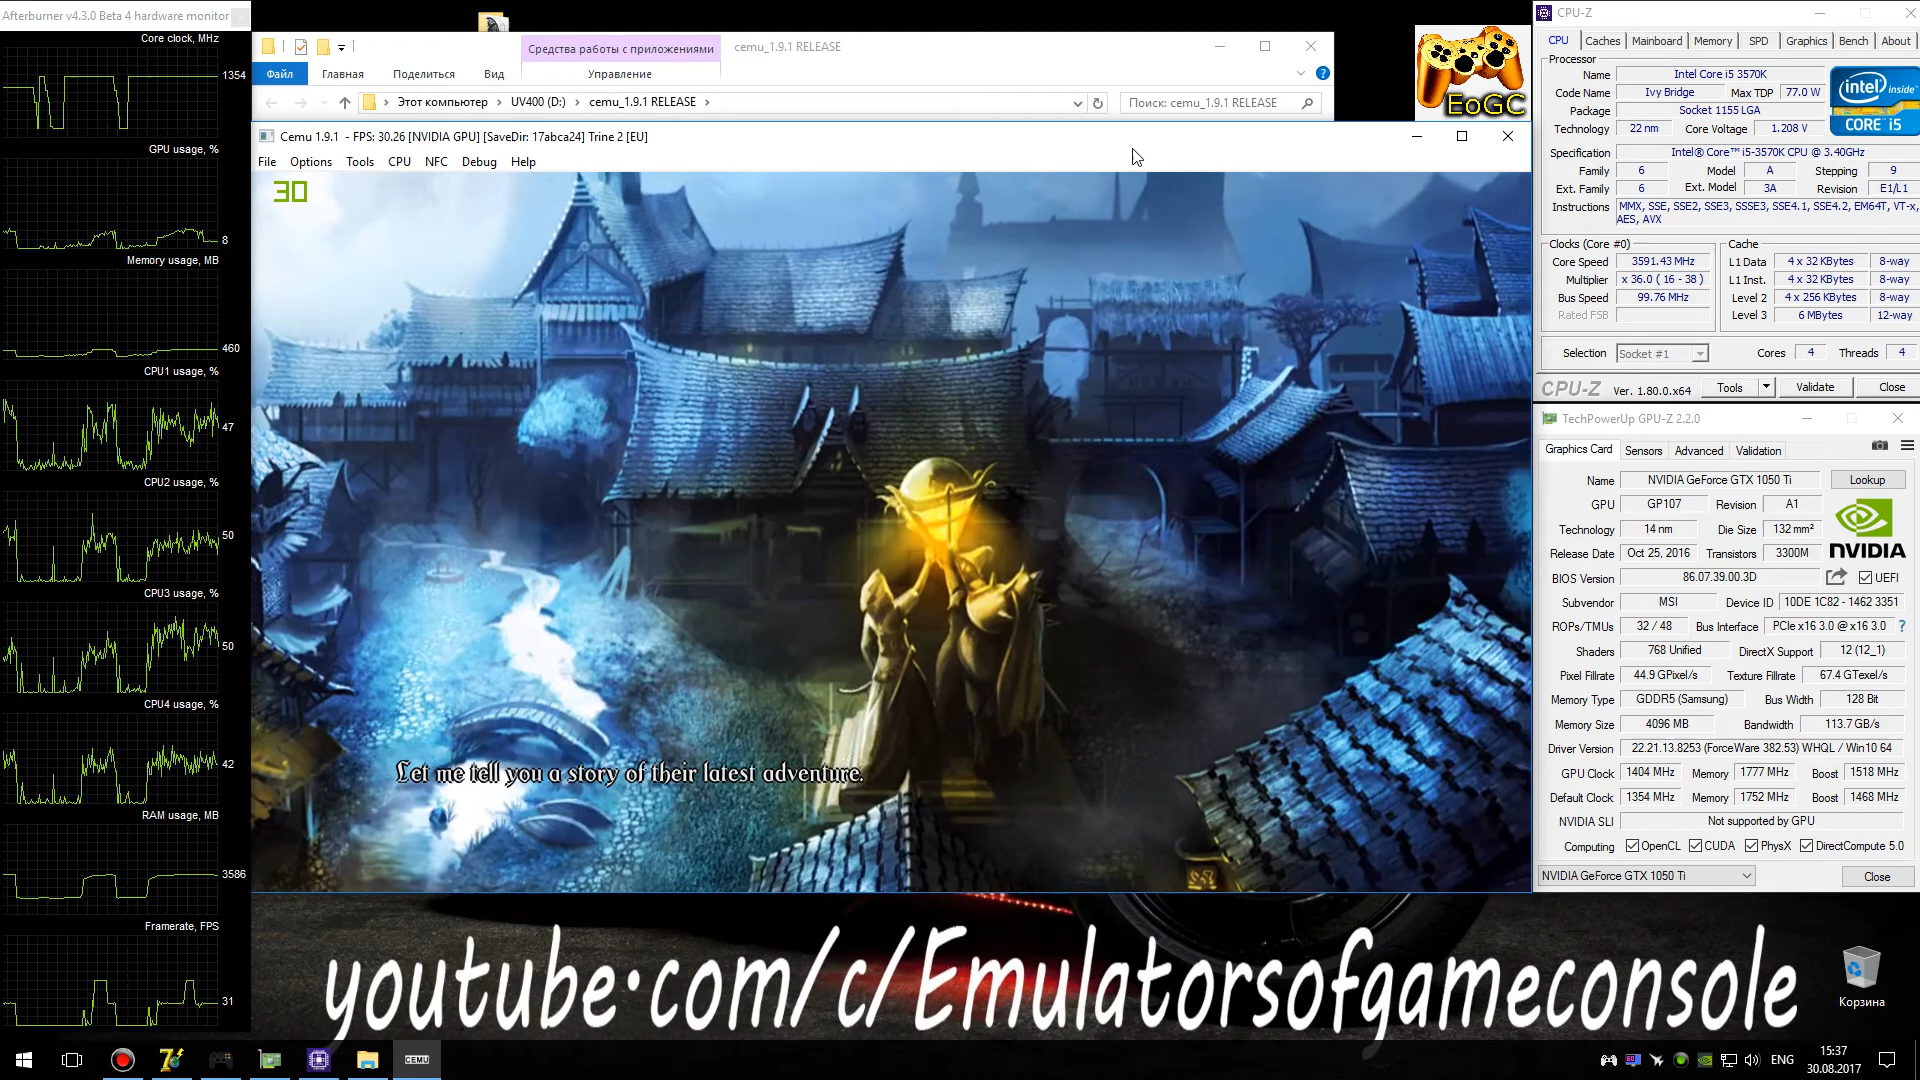 Afterburner v4.3.0 Beta 4 hardware monitor
Core clock, MHz
1354
GPU usage, %
8
Memory usage, MB
460
CPU1 usage, %
47
CPU2 usage, %
50
CPU3 usage, %
50
CPU4 usage, %
42
RAM usage, MB
3586
Framerate, FPS
31
Средства работы с приложениями
cemu_1.9.1 RELEASE
Файл Главная Поделиться Вид Управление
Этот компьютер › UV400 (D:) › cemu_1.9.1 RELEASE ›
Поиск: cemu_1.9.1 RELEASE
EoGC
Cemu 1.9.1 - FPS: 30.26 [NVIDIA GPU] [SaveDir: 17abca24] Trine 2 [EU]
File Options Tools CPU NFC Debug Help
30
Let me tell you a story of their latest adventure.
CPU-Z
CPU Caches Mainboard Memory SPD Graphics Bench About
Processor
Name Intel Core i5 3570K
Code Name Ivy Bridge Max TDP 77.0 W
Package Socket 1155 LGA
Technology 22 nm Core Voltage 1.208 V
intel inside™
CORE i5
Specification Intel® Core™ i5-3570K CPU @ 3.40GHz
Family 6 Model A Stepping 9
Ext. Family 6 Ext. Model 3A Revision E1/L1
Instructions MMX, SSE, SSE2, SSE3, SSSE3, SSE4.1, SSE4.2, EM64T, VT-x,
AES, AVX
Clocks (Core #0)
Core Speed 3591.43 MHz
Multiplier x 36.0 ( 16 - 38 )
Bus Speed 99.76 MHz
Rated FSB
Cache
L1 Data 4 x 32 KBytes 8-way
L1 Inst. 4 x 32 KBytes 8-way
Level 2 4 x 256 KBytes 8-way
Level 3 6 MBytes 12-way
Selection Socket #1 Cores 4 Threads 4
CPU-Z Ver. 1.80.0.x64 Tools Validate Close
TechPowerUp GPU-Z 2.2.0
Graphics Card Sensors Advanced Validation
Name NVIDIA GeForce GTX 1050 Ti Lookup
GPU GP107 Revision A1
Technology 14 nm Die Size 132 mm²
Release Date Oct 25, 2016 Transistors 3300M
NVIDIA
BIOS Version 86.07.39.00.3D UEFI
Subvendor MSI Device ID 10DE 1C82 - 1462 3351
ROPs/TMUs 32 / 48 Bus Interface PCIe x16 3.0 @ x16 3.0 ?
Shaders 768 Unified DirectX Support 12 (12_1)
Pixel Fillrate 44.9 GPixel/s Texture Fillrate 67.4 GTexel/s
Memory Type GDDR5 (Samsung) Bus Width 128 Bit
Memory Size 4096 MB Bandwidth 113.7 GB/s
Driver Version 22.21.13.8253 (ForceWare 382.53) WHQL / Win10 64
GPU Clock 1404 MHz Memory 1777 MHz Boost 1518 MHz
Default Clock 1354 MHz Memory 1752 MHz Boost 1468 MHz
NVIDIA SLI Not supported by GPU
Computing OpenCL CUDA PhysX DirectCompute 5.0
NVIDIA GeForce GTX 1050 Ti Close
youtube.com/c/Emulatorsofgameconsole
Корзина
CEMU
ENG
15:37
30.08.2017